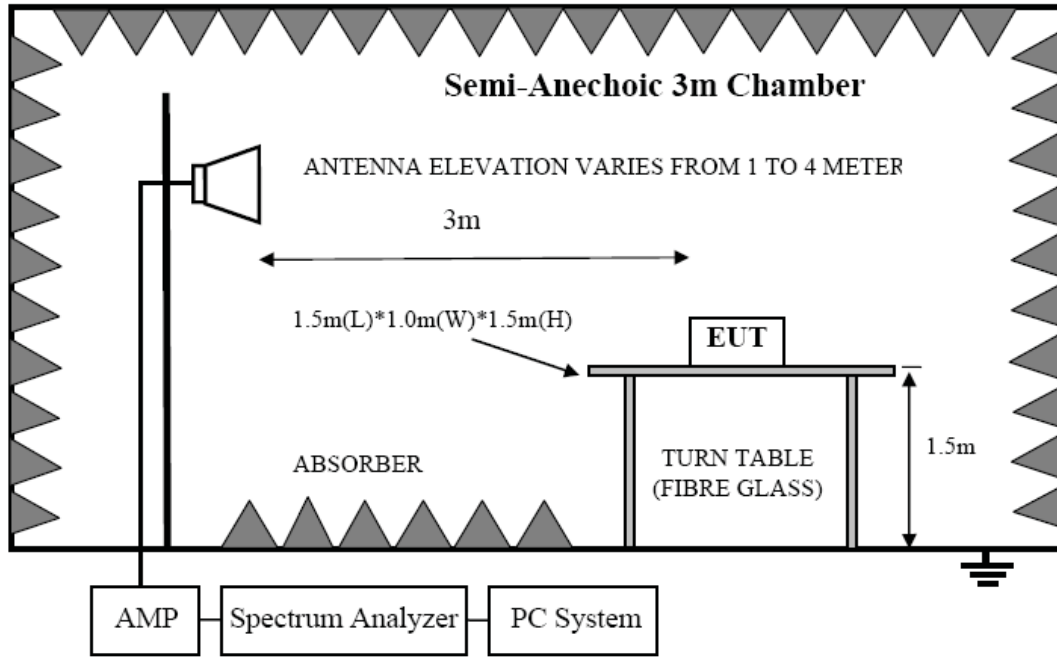 Semi-Anechoic 3m Chamber
ANTENNA ELEVATION VARIES FROM 1 TO 4 METER
3m
1.5m(L)*1.0m(W)*1.5m(H)
EUT
1.5m
ABSORBER
TURN TABLE
(FIBRE GLASS)
AMP
Spectrum Analyzer
PC System